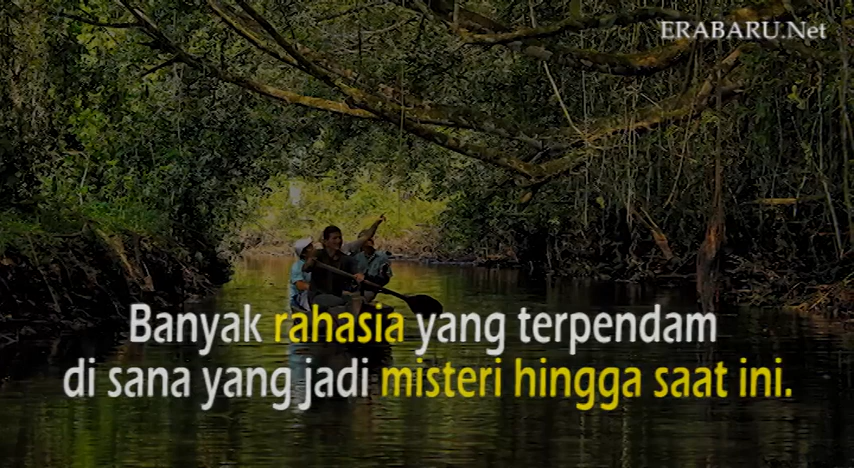 ERABARU.Net
Banyak rahasia yang terpendam
di sana yang jadi misteri hingga saat ini.